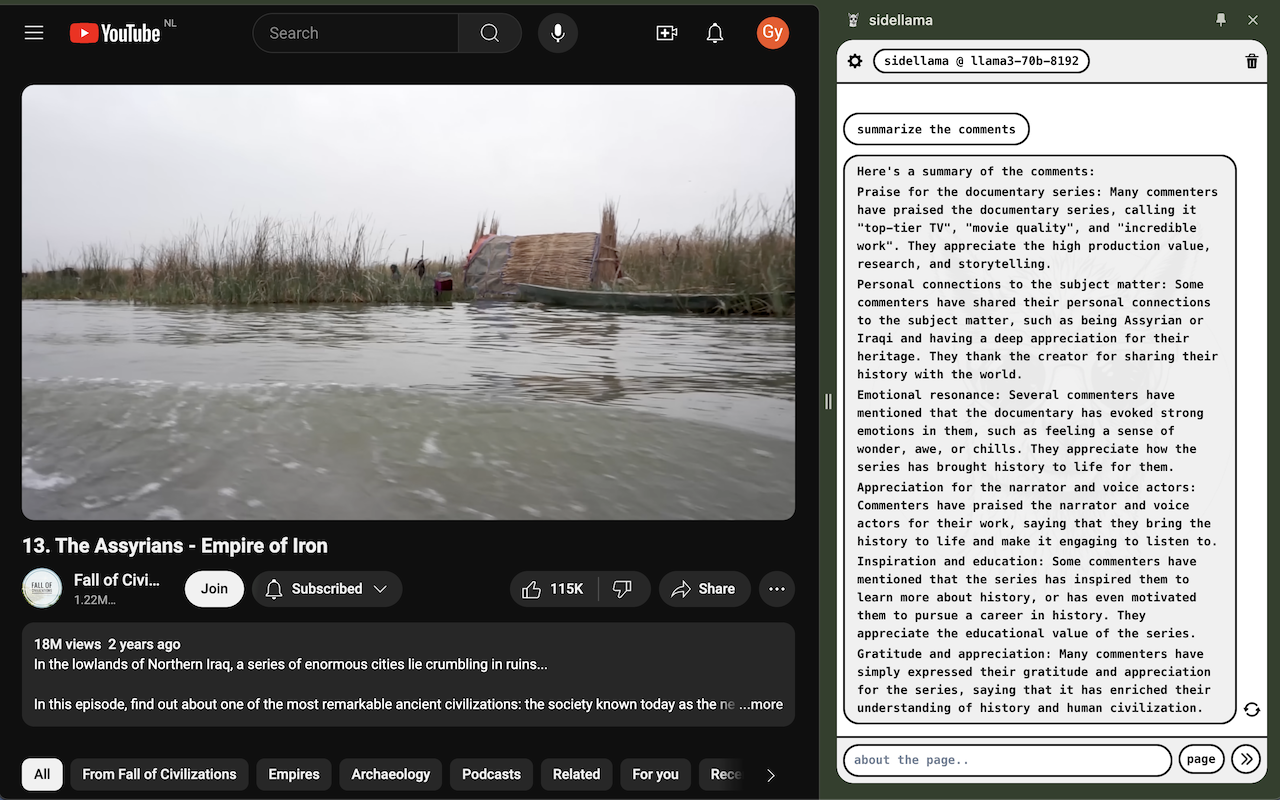 YouTube NL
Search
Gy
13. The Assyrians - Empire of Iron
FALL OF
Fall of Civi...
1.22M...
Join
Subscribed
115K
Share
18M views 2 years ago
In the lowlands of Northern Iraq, a series of enormous cities lie crumbling in ruins...
In this episode, find out about one of the most remarkable ancient civilizations: the society known today as the ne ...more
All
From Fall of Civilizations
Empires
Archaeology
Podcasts
Related
For you
Rece
sidellama
sidellama @ llama3-70b-8192
summarize the comments
Here's a summary of the comments:
Praise for the documentary series: Many commenters
have praised the documentary series, calling it
"top-tier TV", "movie quality", and "incredible
work". They appreciate the high production value,
research, and storytelling.
Personal connections to the subject matter: Some
commenters have shared their personal connections
to the subject matter, such as being Assyrian or
Iraqi and having a deep appreciation for their
heritage. They thank the creator for sharing their
history with the world.
Emotional resonance: Several commenters have
mentioned that the documentary has evoked strong
emotions in them, such as feeling a sense of
wonder, awe, or chills. They appreciate how the
series has brought history to life for them.
Appreciation for the narrator and voice actors:
Commenters have praised the narrator and voice
actors for their work, saying that they bring the
history to life and make it engaging to listen to.
Inspiration and education: Some commenters have
mentioned that the series has inspired them to
learn more about history, or has even motivated
them to pursue a career in history. They
appreciate the educational value of the series.
Gratitude and appreciation: Many commenters have
simply expressed their gratitude and appreciation
for the series, saying that it has enriched their
understanding of history and human civilization.
about the page..
page